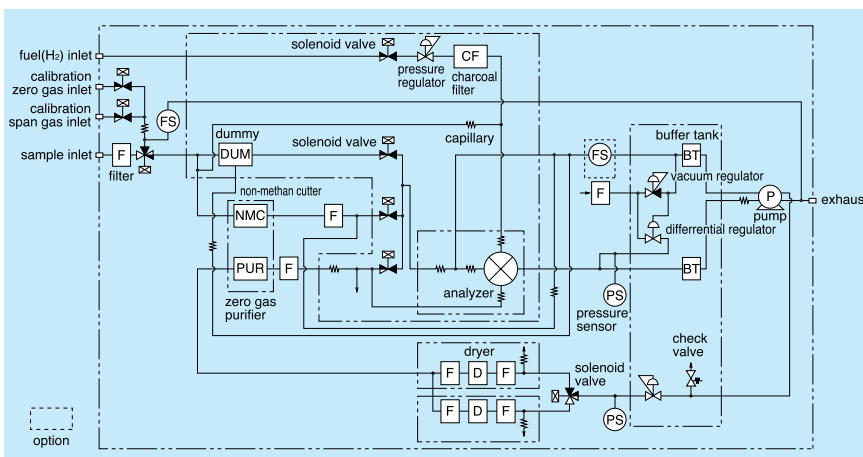 fuel(H₂) inlet
solenoid valve
pressure
regulator
CF
charcoal
filter
calibration
zero gas inlet
calibration
span gas inlet
FS
capillary
sample inlet
F
filter
dummy
DUM
solenoid valve
FS
buffer tank
BT
vacuum regulator
F
P
pump
exhaus
non-methan cutter
NMC
F
differrential regulator
PUR
F
zero gas
purifier
analyzer
BT
PS
pressure
sensor
dryer
F
D
F
solenoid
valve
check
valve
F
D
F
PS
option